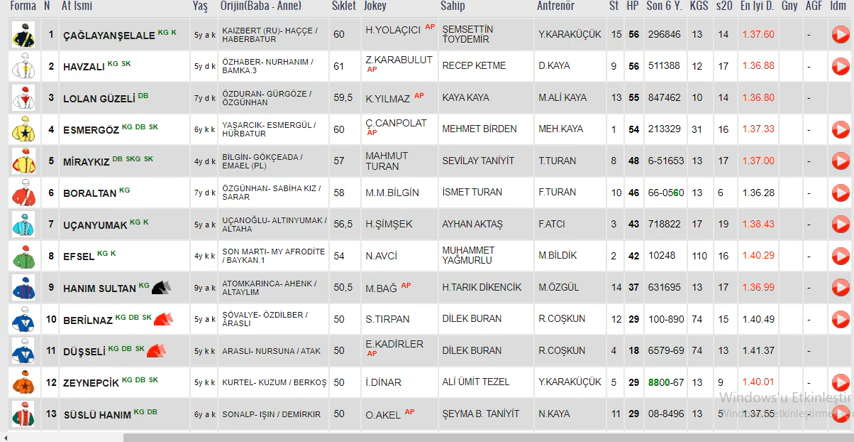 Forma N At İsmi Yaş Orijin(Baba - Anne) Sıklet Jokey Sahip Antrenör St HP Son 6 Y. KGS s20 En İyi D. Gny AGF İdm
1 ÇAĞLAYANŞELALE KG K 5y a k KAIZBERT (RU)- HAÇÇE / HABERBATUR 60 H.YOLAÇICI AP ŞEMSETTİN TOYDEMİR Y.KARAKÜÇÜK 15 56 296846 13 14 1.37.60 -
2 HAVZALI KG SK 5y d k ÖZHABER- NURHANIM / BAMKA.3 61 Z.KARABULUT AP RECEP KETME D.KAYA 9 56 511388 12 17 1.36.88 -
3 LOLAN GÜZELİ DB 7y d k ÖZDURAN- GÜRGÖZE / ÖZGÜNHAN 59,5 K.YILMAZ AP KAYA KAYA M.ALİ KAYA 13 55 847462 10 14 1.36.80 -
4 ESMERGÖZ KG DB SK 6y k k YAŞARCIK- ESMERGÜL / HÜRBATUR 60 Ç.CANPOLAT AP MEHMET BİRDEN MEH.KAYA 1 54 213329 31 16 1.37.33 -
5 MİRAYKIZ DB SKG SK 4y d k BİLGİN- GÖKÇEADA / EMAEL (PL) 57 MAHMUT TURAN SEVİLAY TANİYİT T.TURAN 8 48 6-51653 13 17 1.37.00 -
6 BORALTAN KG 7y d k ÖZGÜNHAN- SABİHA KIZ / SARAR 58 M.M.BİLGİN İSMET TURAN F.TURAN 10 46 66-0560 13 6 1.36.28 -
7 UÇANYUMAK KG K 5y a k UÇANOĞLU- ALTINYUMAK / ALTAHA 56,5 H.ŞİMŞEK AYHAN AKTAŞ F.ATCI 3 43 718822 17 19 1.38.43 -
8 EFSEL KG K 4y k k SON MARTI- MY AFRODİTE / BAYKAN.1 54 N.AVCİ MUHAMMET YAĞMURLU M.BİLDİK 2 42 10248 110 16 1.40.29 -
9 HANIM SULTAN KG 9y a k ATOMKARINCA- AHENK / ALTAYLIM 50,5 M.BAĞ AP H.TARIK DİKENCİK M.ÖZGÜL 14 37 631695 13 17 1.36.99 -
10 BERİLNAZ KG DB SK 5y a k ŞÖVALYE- ÖZDİLBER / ARASLI 50 S.TIRPAN DİLEK BURAN R.COŞKUN 12 29 100-890 74 15 1.40.49 -
11 DÜŞSELİ KG DB SK 5y k k ARASLI- NURSUNA / ATAK 50 E.KADİRLER AP DİLEK BURAN R.COŞKUN 4 18 6579-69 74 13 1.41.37 -
12 ZEYNEPCİK KG DB SK 5y k k KURTEL- KUZUM / BERKOŞ 50 İ.DİNAR ALİ ÜMİT TEZEL Y.KARAKÜÇÜK 5 29 8800-67 13 9 1.40.01 -
Windows'u Etkinleştir
13 SÜSLÜ HANIM KG DB 6y a k SONALP- IŞIN / DEMİRKIR 50 O.AKEL AP ŞEYMA B. TANİYİT N.KAYA 11 29 08-8496 13 5 1.37.55 -